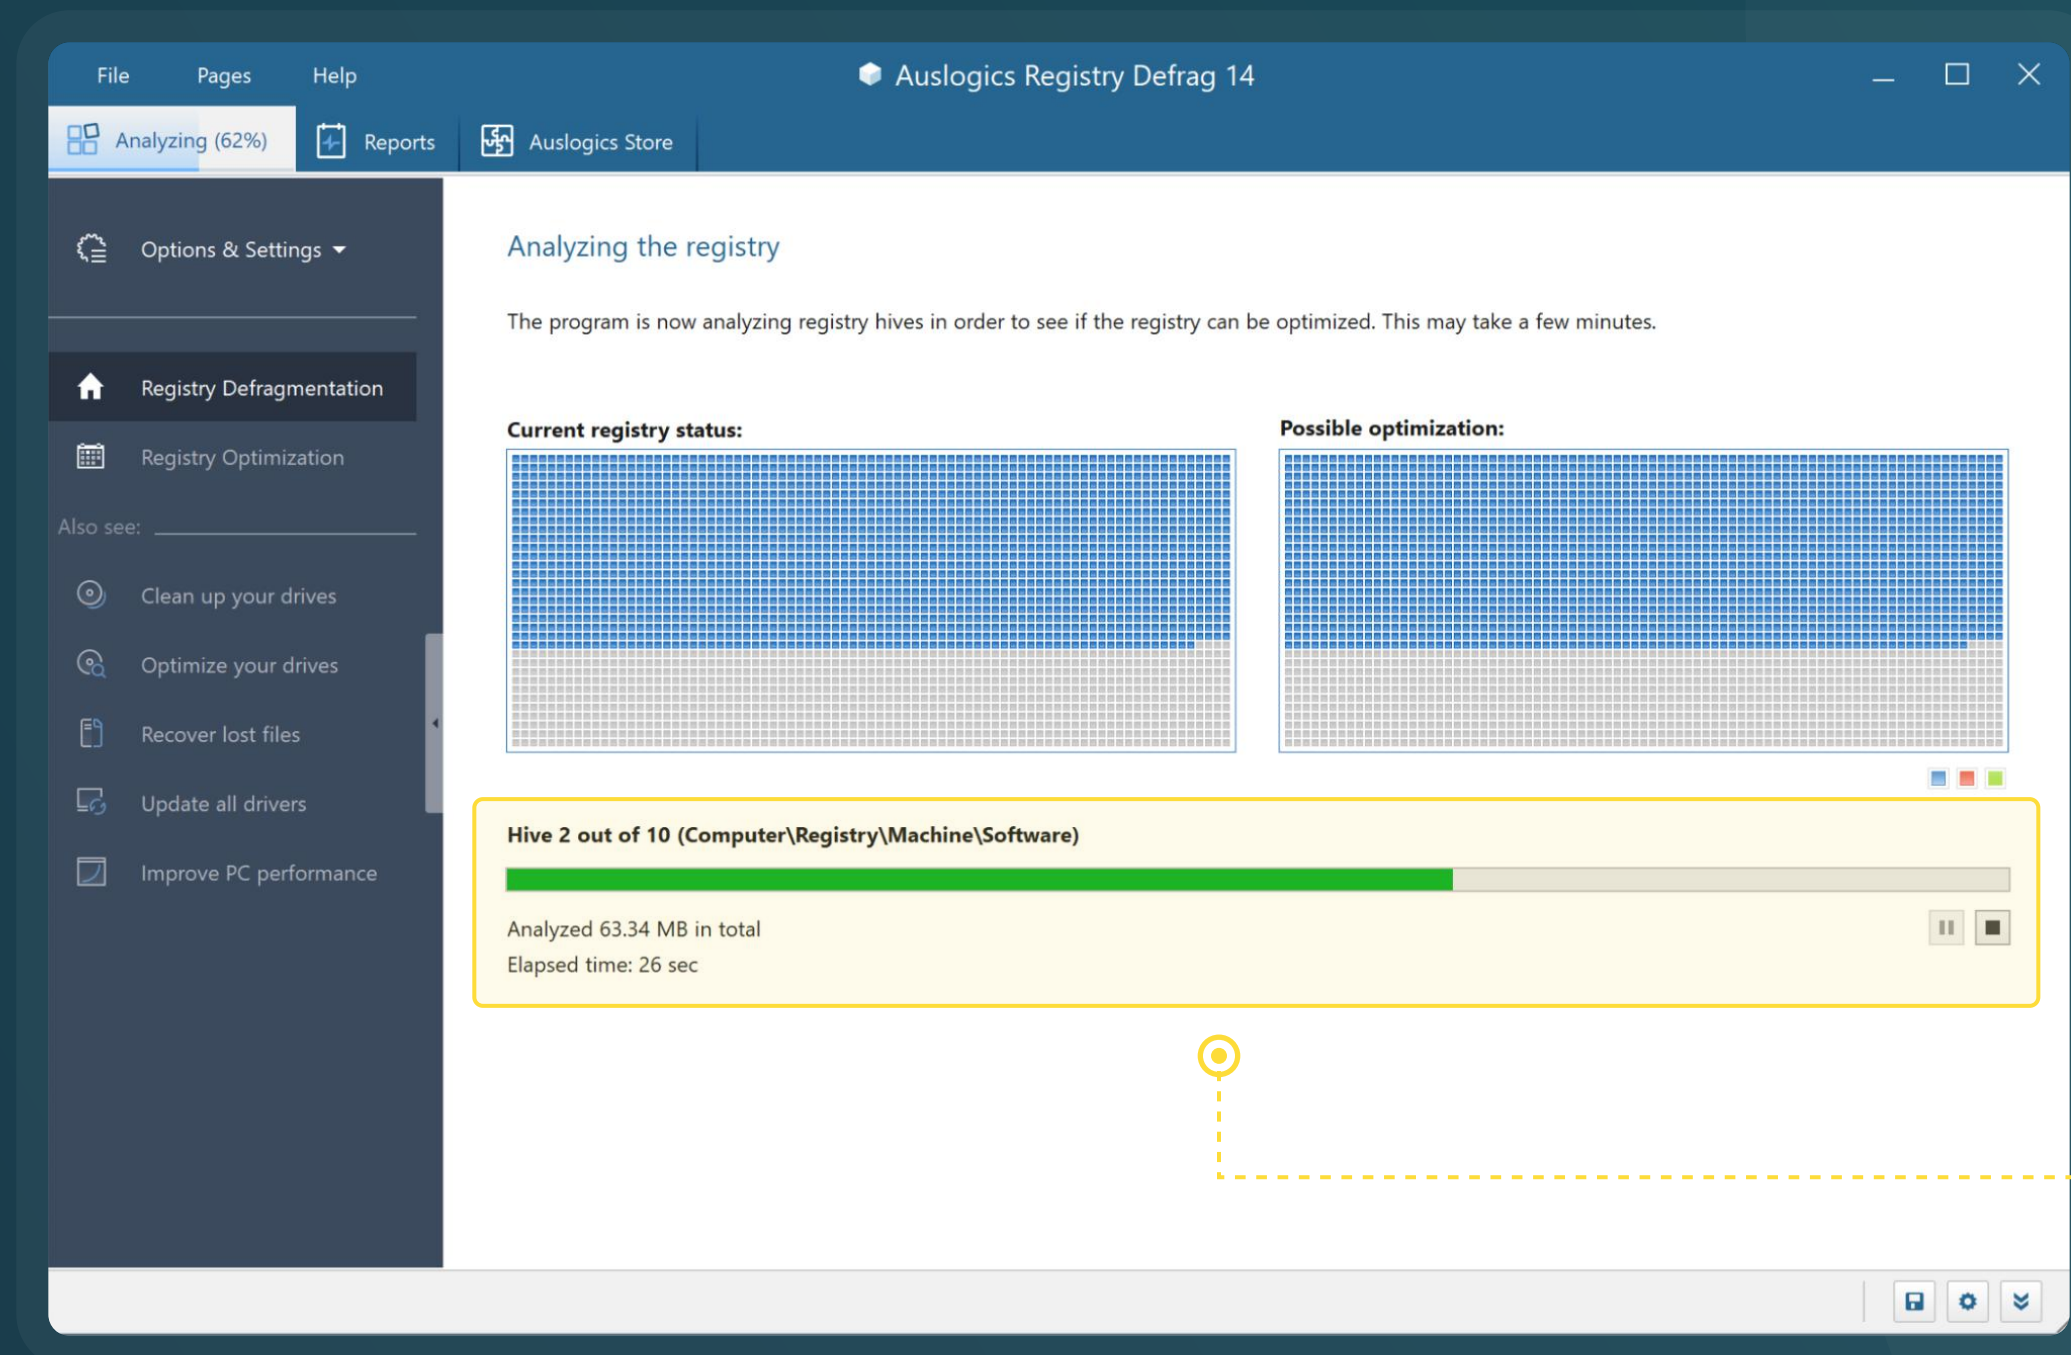 File Pages Help Auslogics Registry Defrag 14
Analyzing (62%) Reports Auslogics Store
Options & Settings
Registry Defragmentation
Registry Optimization
Also see:
Clean up your drives
Optimize your drives
Recover lost files
Update all drivers
Improve PC performance
Analyzing the registry
The program is now analyzing registry hives in order to see if the registry can be optimized. This may take a few minutes.
Current registry status:
Possible optimization:
Hive 2 out of 10 (Computer\Registry\Machine\Software)
Analyzed 63.34 MB in total
Elapsed time: 26 sec